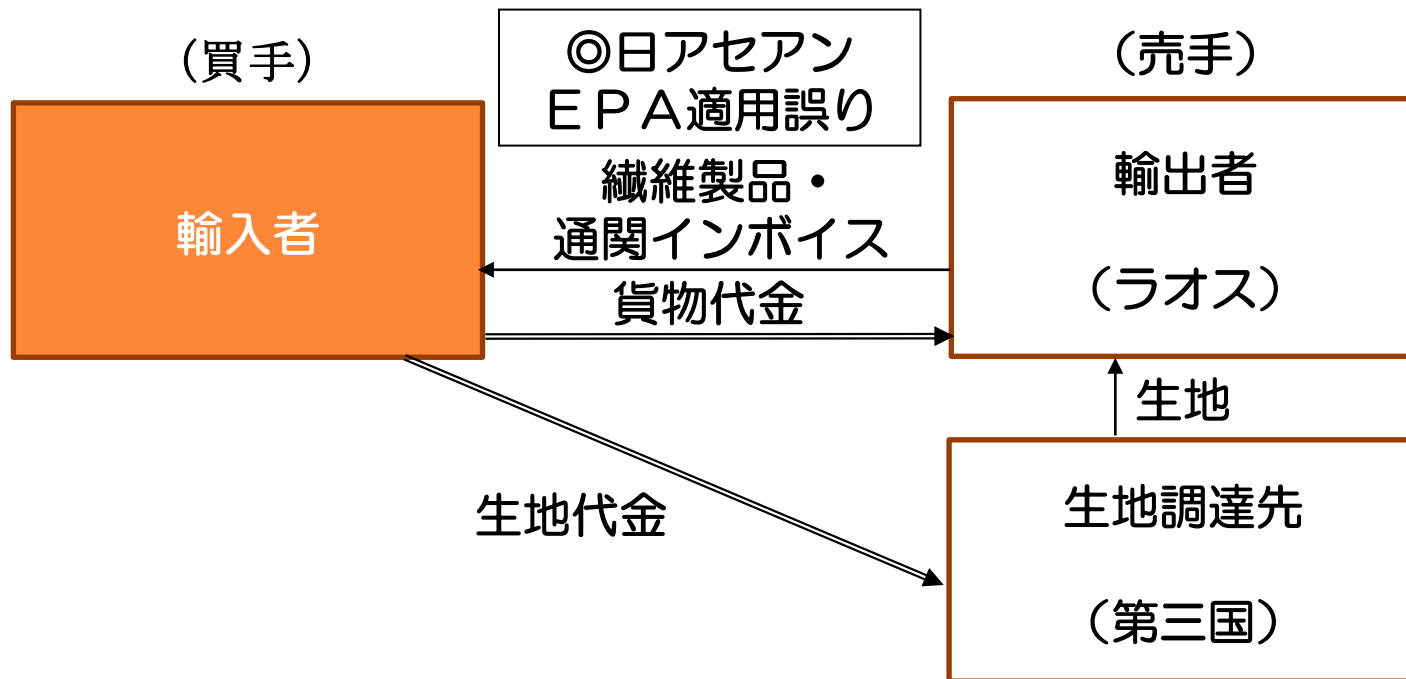 （買手）
◎日アセアン
ＥＰＡ適用誤り
（売手）
輸入者
繊維製品・
通関インボイス
貨物代金
輸出者
（ラオス）
生地
生地代金
生地調達先
（第三国）